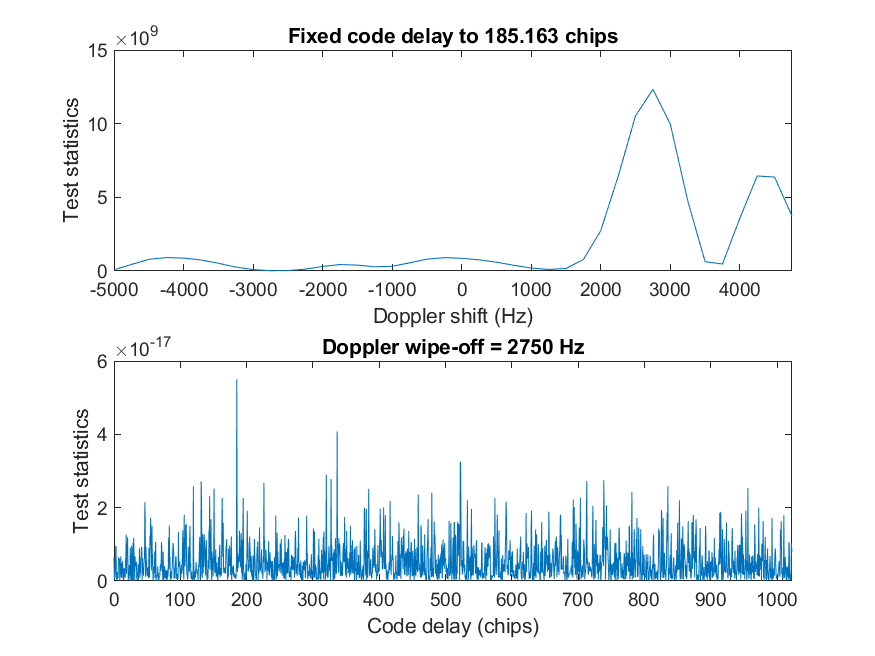 Fixed code delay to 185.163 chips
×10^9
15
10
5
0
Test statistics
-5000 -4000 -3000 -2000 -1000 0 1000 2000 3000 4000
Doppler shift (Hz)
Doppler wipe-off = 2750 Hz
×10^-17
6
4
2
0
Test statistics
0 100 200 300 400 500 600 700 800 900 1000
Code delay (chips)